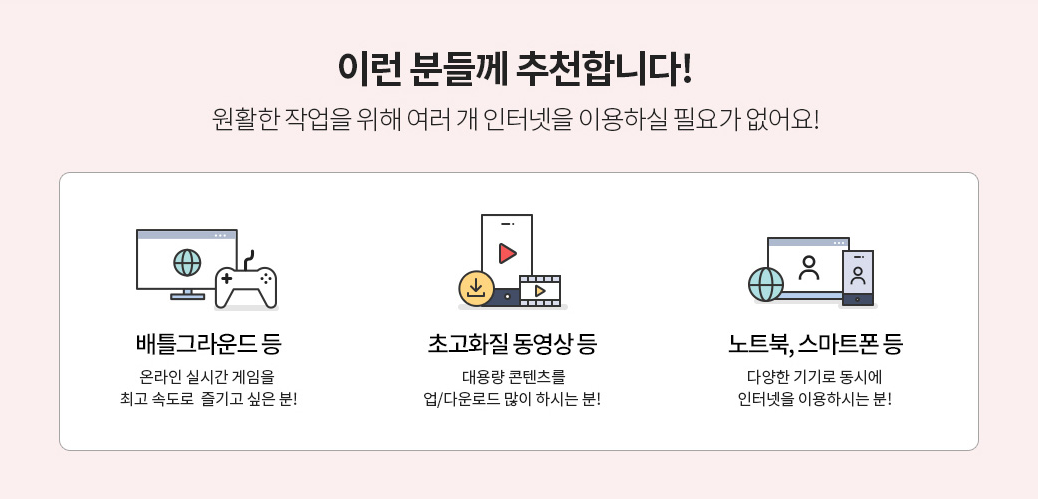 이런 분들께 추천합니다!
원활한 작업을 위해 여러 개 인터넷을 이용하실 필요가 없어요!
배틀그라운드 등
온라인 실시간 게임을
최고 속도로 즐기고 싶은 분!
초고화질 동영상 등
대용량 콘텐츠를
업/다운로드 많이 하시는 분!
노트북, 스마트폰 등
다양한 기기로 동시에
인터넷을 이용하시는 분!